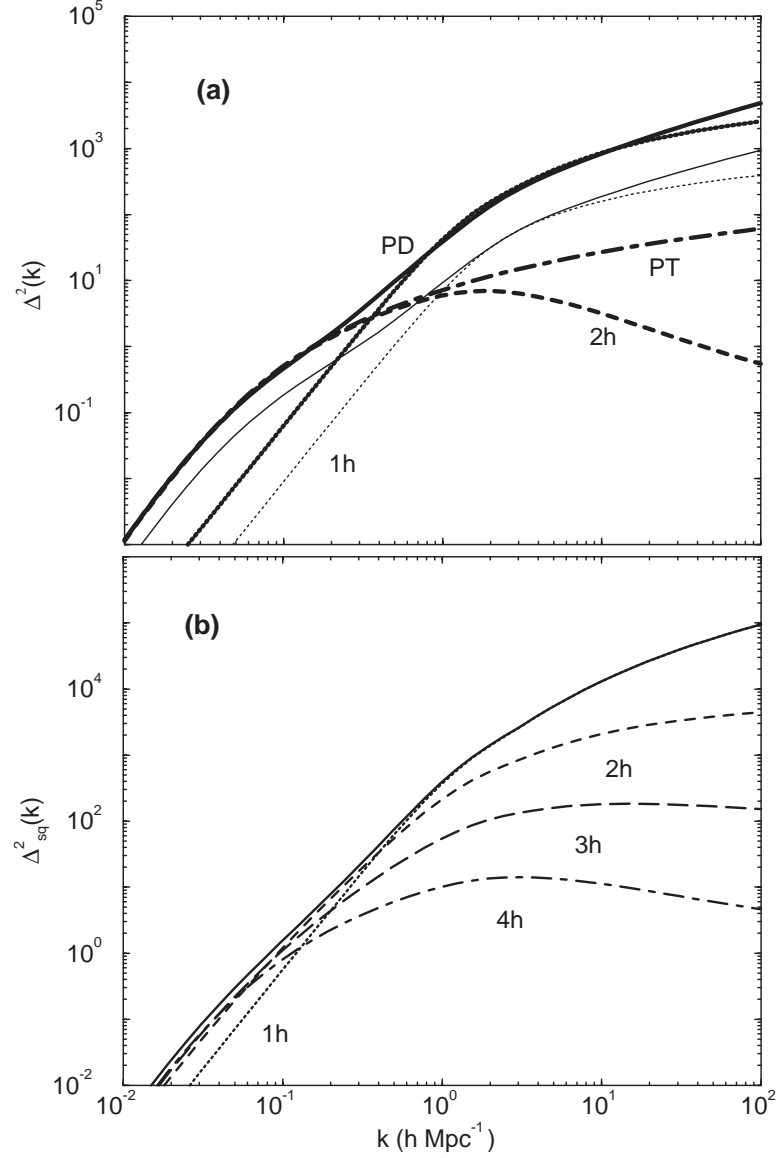 10^5
(a)
10^3
PD
Δ^2(k)
10^1
PT
2h
10^-1
1h
(b)
10^4
2h
Δ^2_sq(k)
10^2
3h
4h
10^0
1h
10^-2
10^-2 10^-1 10^0 10^1 10^2
k (h Mpc^-1)